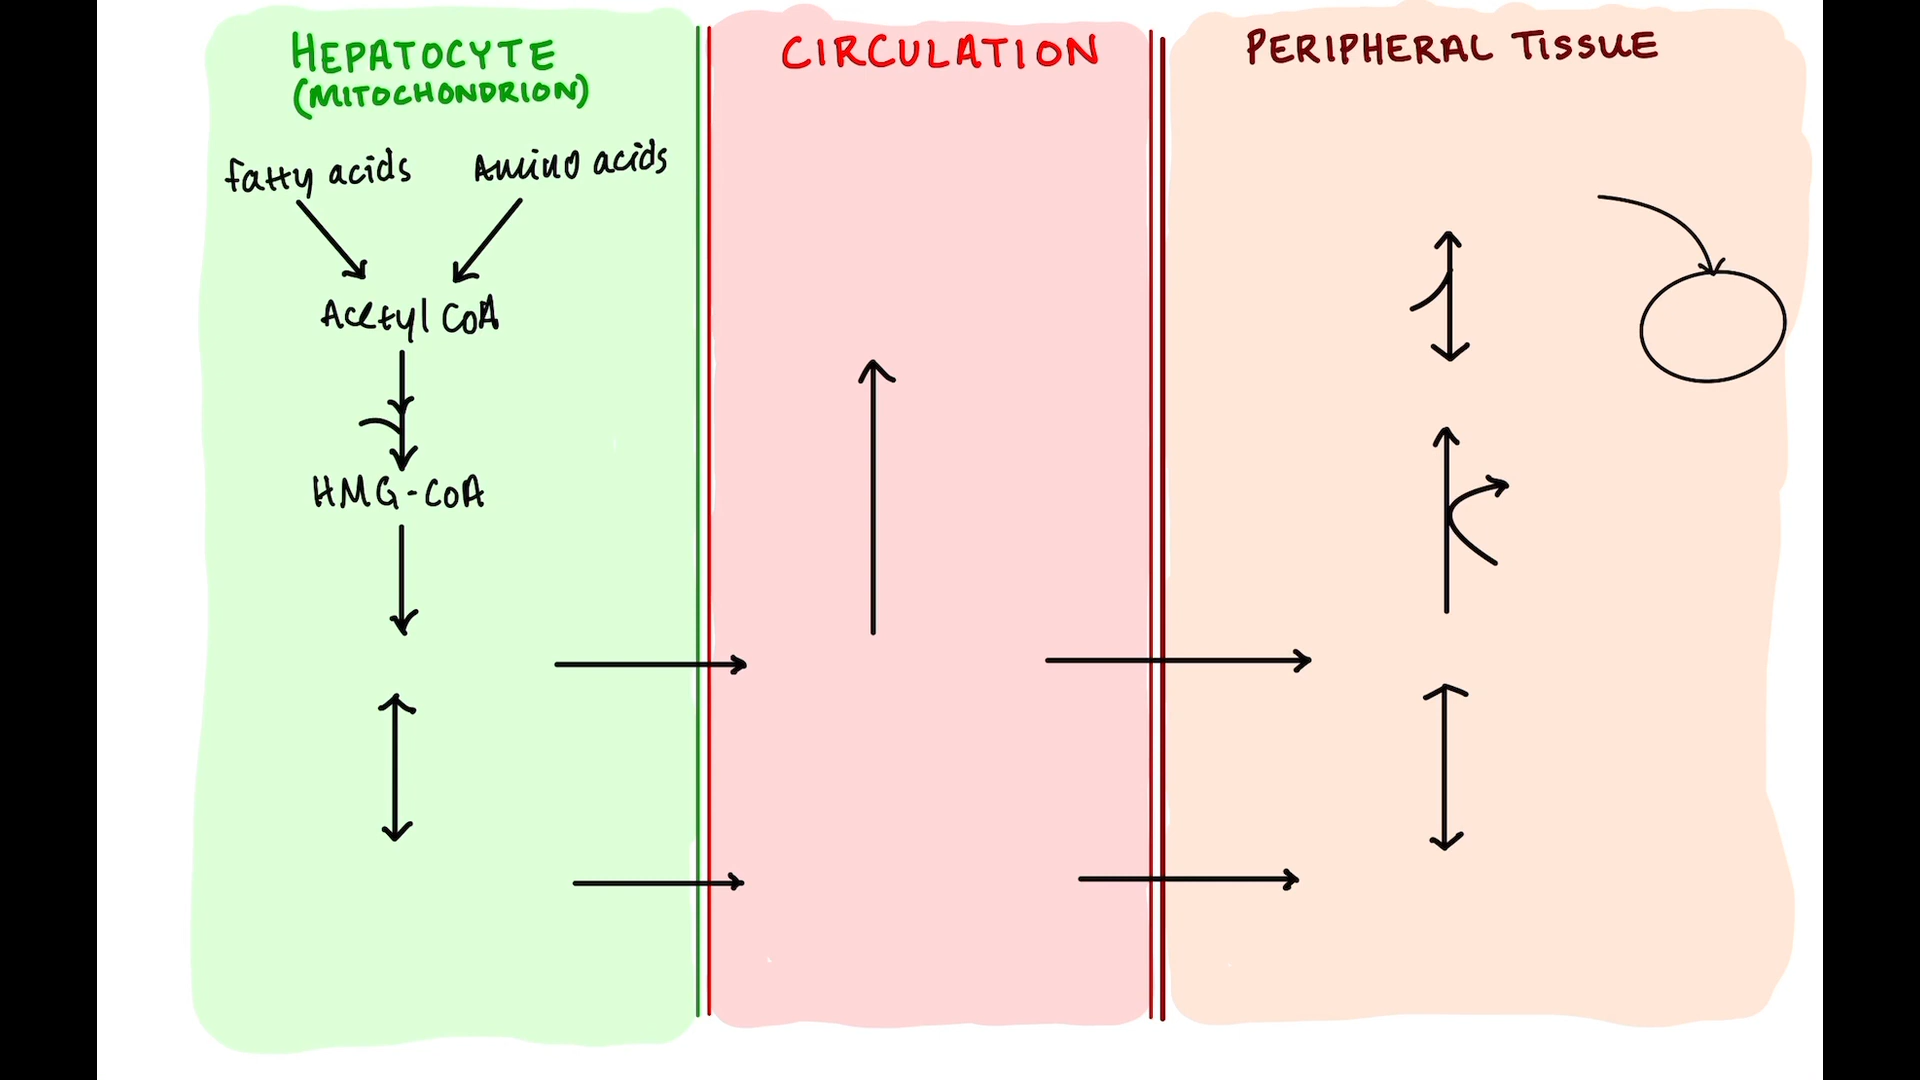 HEPATOCYTE
(MITOCHONDRION)
fatty acids
Amino acids
Acetyl CoA
HMG-CoA
CIRCULATION
PERIPHERAL TISSUE